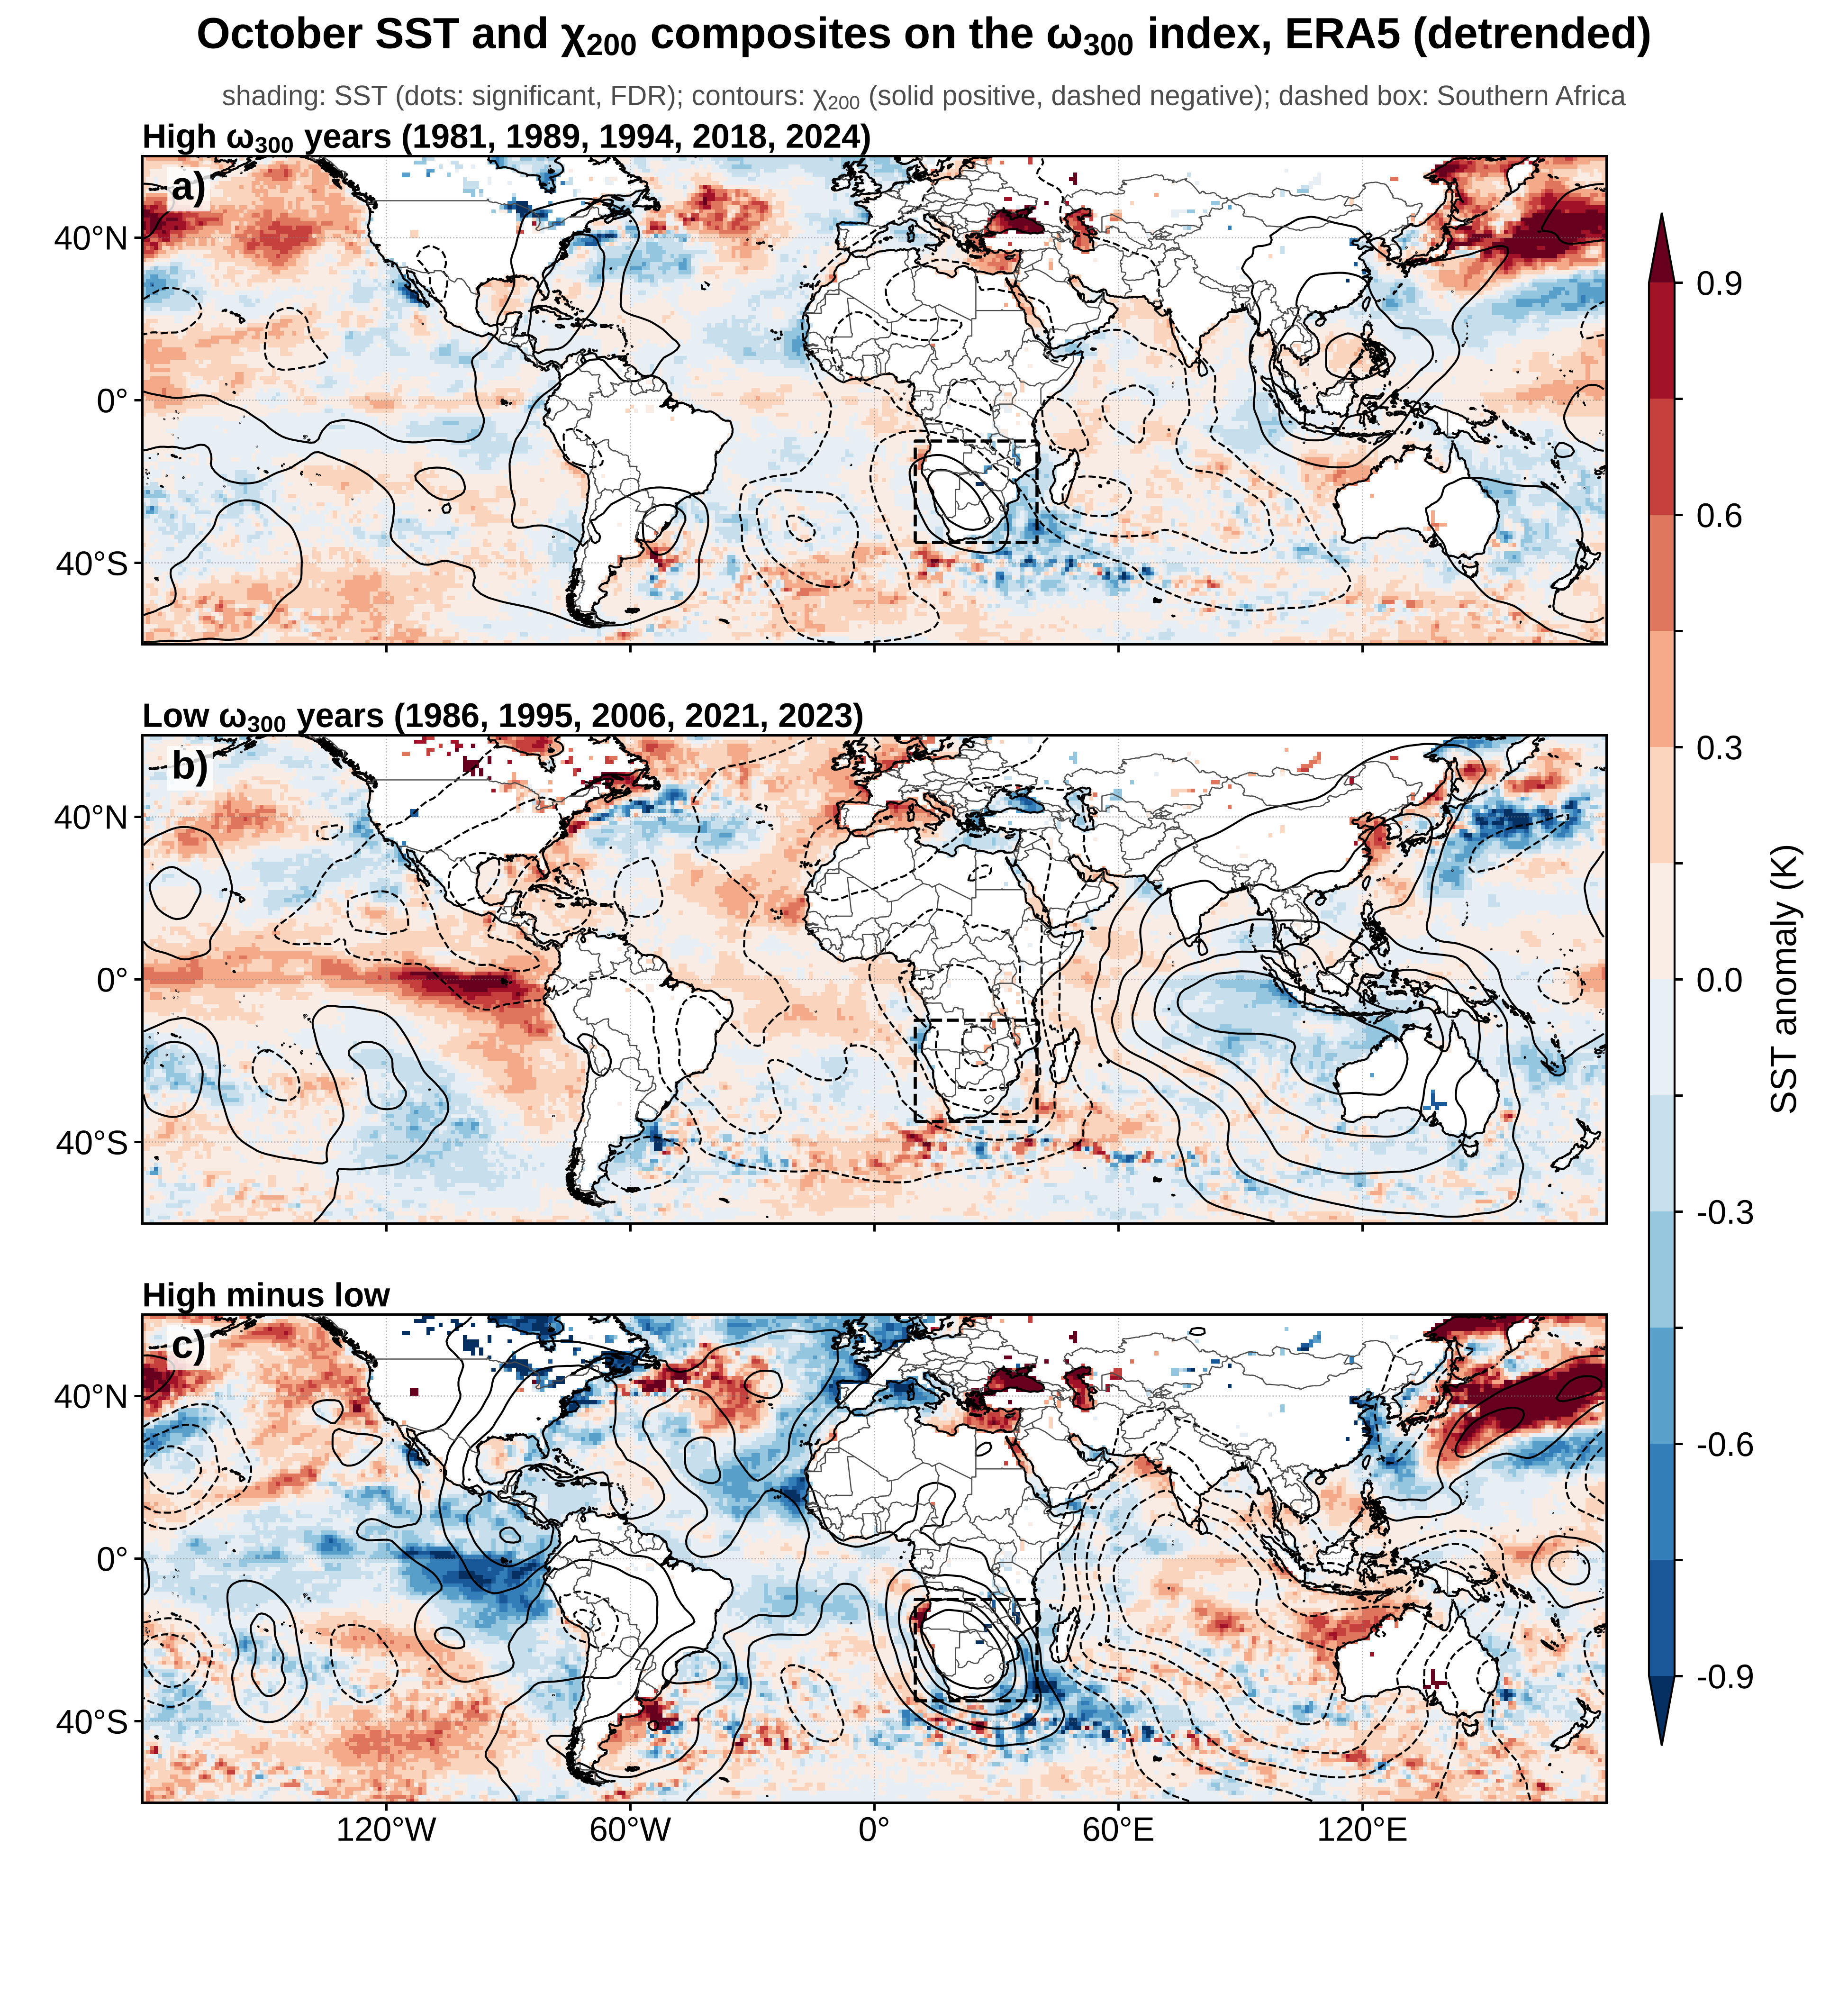 October SST and χ₂₀₀ composites on the ω₃₀₀ index, ERA5 (detrended)
shading: SST (dots: significant, FDR); contours: χ₂₀₀ (solid positive, dashed negative); dashed box: Southern Africa
High ω₃₀₀ years (1981, 1989, 1994, 2018, 2024)
a)
40°N
0°
40°S
Low ω₃₀₀ years (1986, 1995, 2006, 2021, 2023)
b)
40°N
0°
40°S
High minus low
c)
40°N
0°
40°S
120°W 60°W 0° 60°E 120°E
0.9
0.6
0.3
0.0
-0.3
-0.6
-0.9
SST anomaly (K)